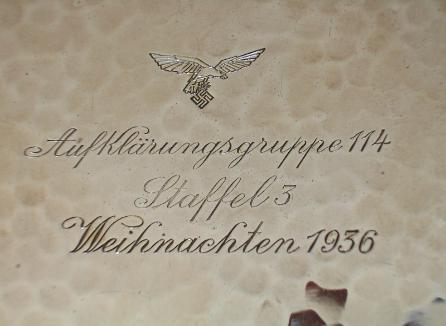 Aufklärungsgruppe 114
Staffel 3
Weihnachten 1936